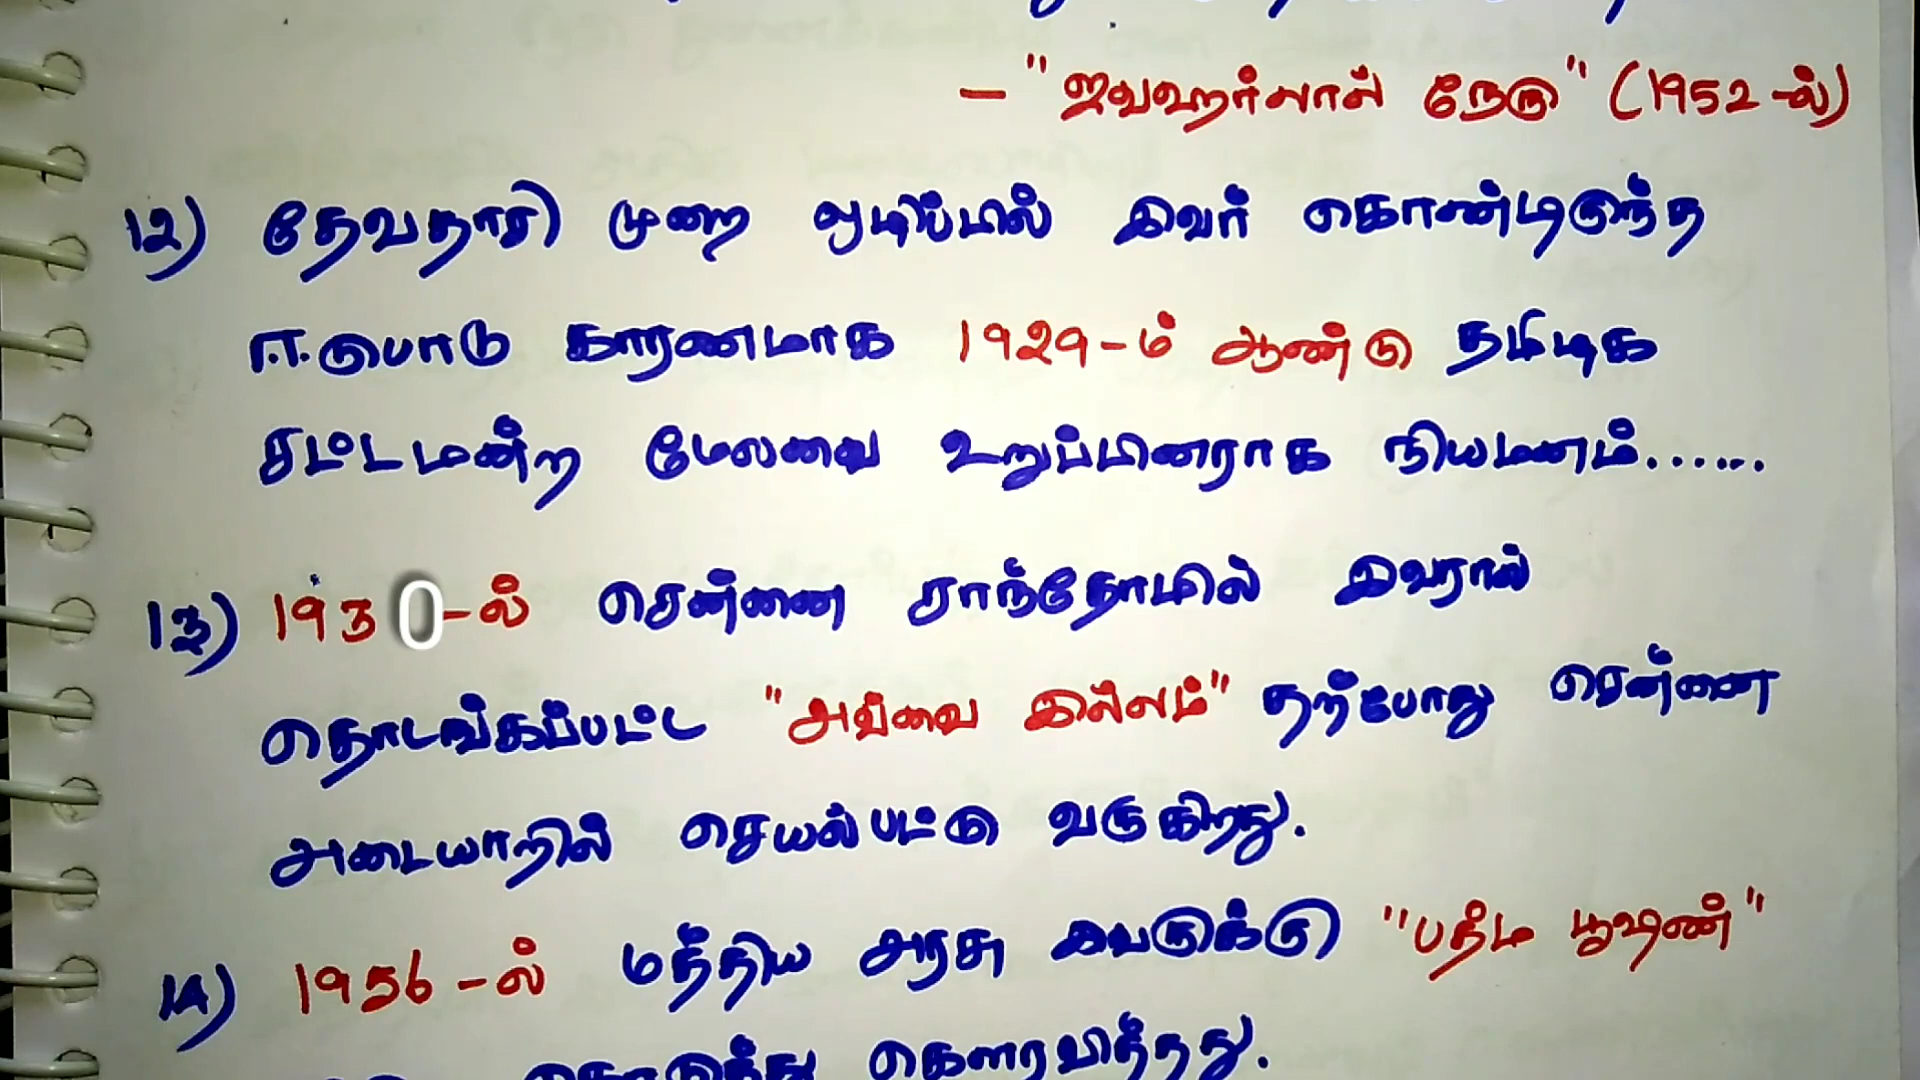 - "ஜவஹர்லால் நேரு" (1952-ல்)
12) தேவதாசி முறை ஒழிப்பில் இவர் கொண்டிருந்த
ஈடுபாடு காரணமாக 1929-ம் ஆண்டு தமிழக
சட்டமன்ற மேலவை உறுப்பினராக நியமனம்......
13) 1930-ல் சென்னை சாந்தோமில் இவரால்
தொடங்கப்பட்ட "அவ்வை இல்லம்" தற்போது சென்னை
அடையாறில் செயல்பட்டு வருகிறது.
14) 1956-ல் மத்திய அரசு இவருக்கு "பத்ம பூஷண்"
கௌரவித்தது.